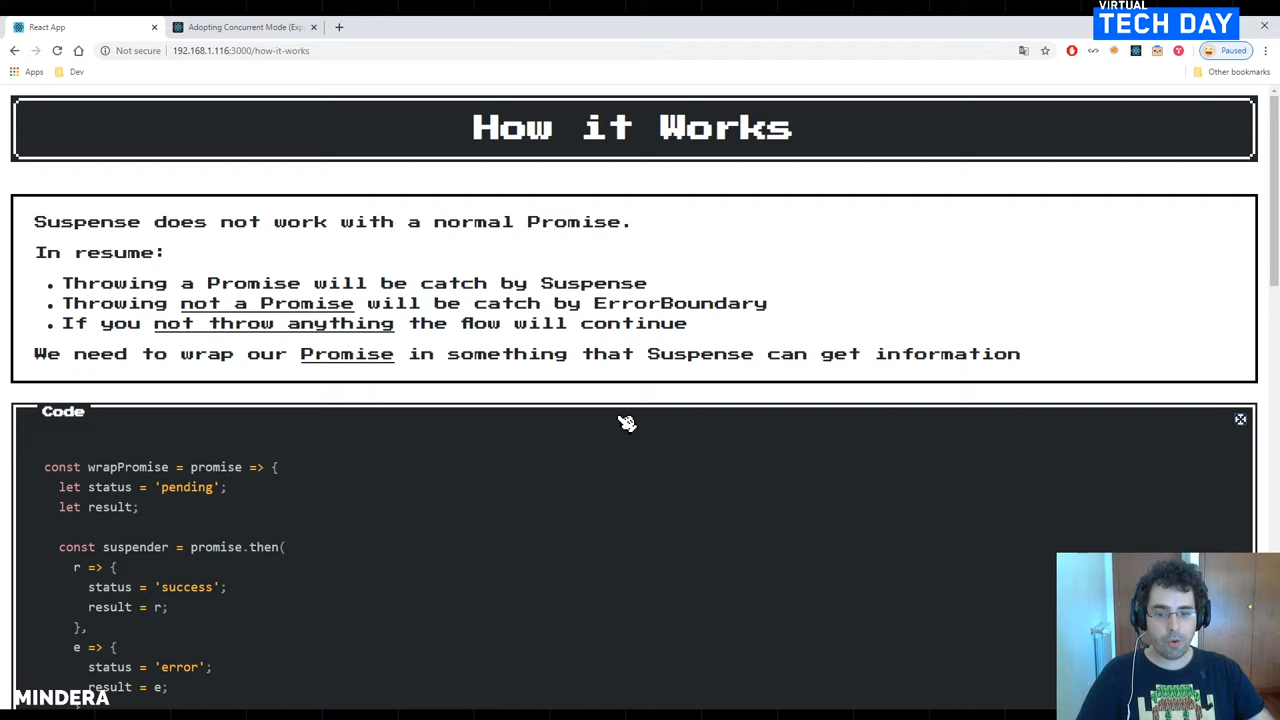 VIRTUAL
TECH DAY
React App
Adopting Concurrent Mode (Exp
Not secure
192.168.1.116:3000/how-it-works
Paused
Apps
Dev
Other bookmarks
How it Works
Suspense does not work with a normal Promise.
In resume:
• Throwing a Promise will be catch by Suspense
• Throwing not a Promise will be catch by ErrorBoundary
• If you not throw anything the flow will continue
We need to wrap our Promise in something that Suspense can get information
Code
const wrapPromise = promise => {
let status = 'pending';
let result;
const suspender = promise.then(
r => {
status = 'success';
result = r;
},
e => {
status = 'error';
result = e;
MINDERA